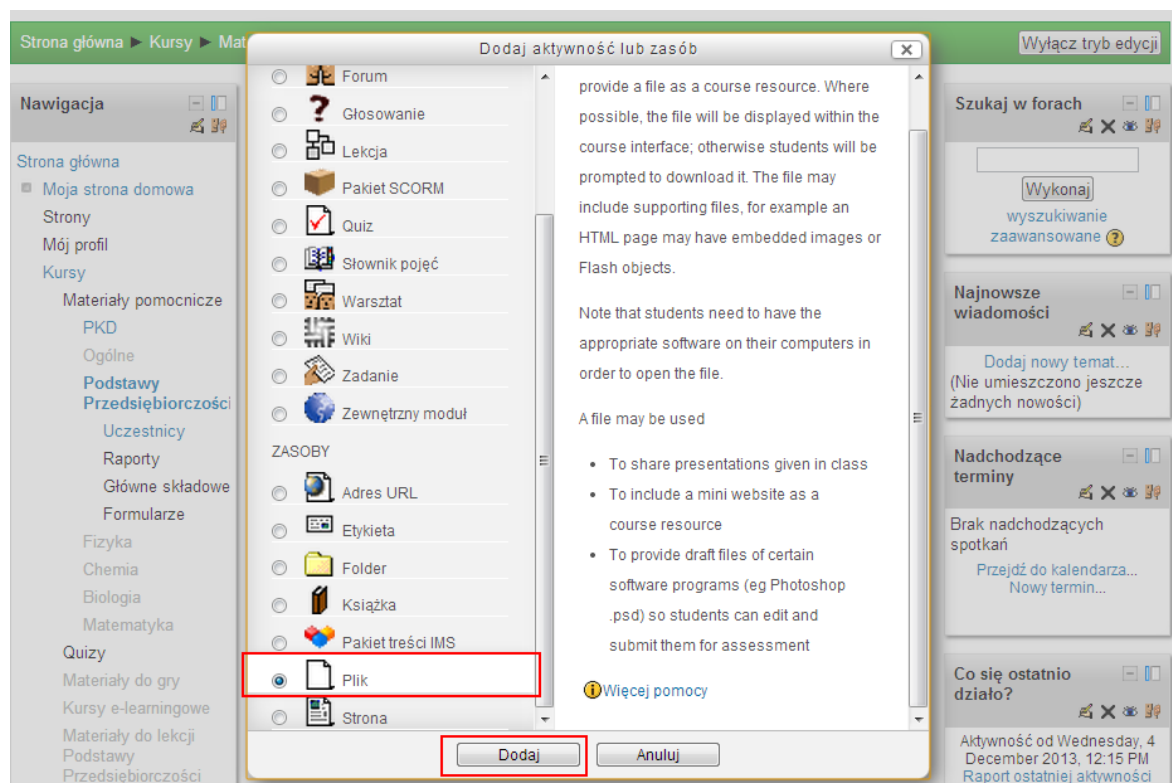 Strona główna ► Kursy ► Mat
Wyłącz tryb edycji
Nawigacja
Strona główna
Moja strona domowa
Strony
Mój profil
Kursy
Materiały pomocnicze
PKD
Ogólne
Podstawy
Przedsiębiorczości
Uczestnicy
Raporty
Główne składowe
Formularze
Fizyka
Chemia
Biologia
Matematyka
Quizy
Materiały do gry
Kursy e-learningowe
Materiały do lekcji
Podstawy
Przedsiębiorczości
Dodaj aktywność lub zasób
Forum
Głosowanie
Lekcja
Pakiet SCORM
Quiz
Słownik pojęć
Warsztat
Wiki
Zadanie
Zewnętrzny moduł
ZASOBY
Adres URL
Etykieta
Folder
Książka
Pakiet treści IMS
Plik
Strona
provide a file as a course resource. Where
possible, the file will be displayed within the
course interface; otherwise students will be
prompted to download it. The file may
include supporting files, for example an
HTML page may have embedded images or
Flash objects.
Note that students need to have the
appropriate software on their computers in
order to open the file.
A file may be used
• To share presentations given in class
• To include a mini website as a
course resource
• To provide draft files of certain
software programs (eg Photoshop
.psd) so students can edit and
submit them for assessment
Więcej pomocy
Dodaj
Anuluj
Szukaj w forach
Wykonaj
wyszukiwanie
zaawansowane
Najnowsze
wiadomości
Dodaj nowy temat...
(Nie umieszczono jeszcze
żadnych nowości)
Nadchodzące
terminy
Brak nadchodzących
spotkań
Przejdź do kalendarza...
Nowy termin...
Co się ostatnio
działo?
Aktywność od Wednesday, 4
December 2013, 12:15 PM
Raport ostatniej aktywności